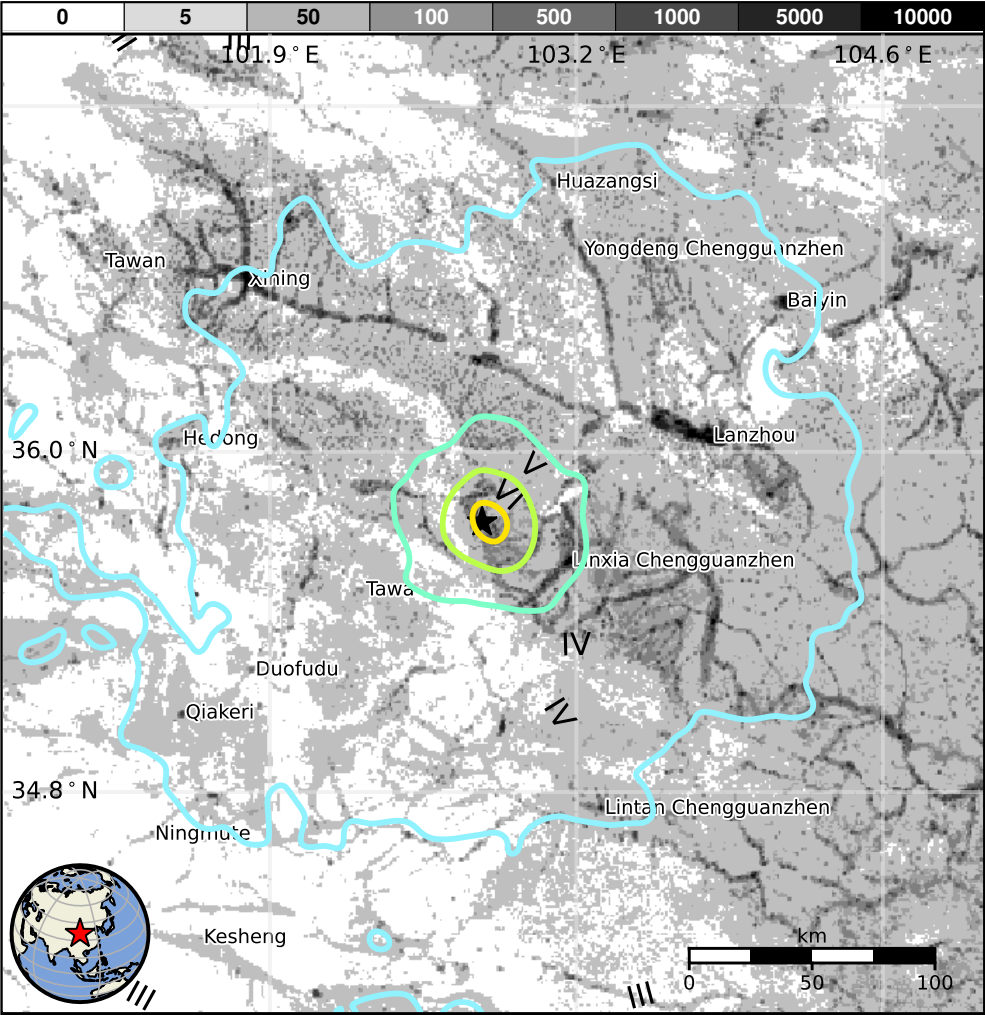 0 5 50 100 500 1000 5000 10000
III III
101.9°E 103.2°E 104.6°E
Huazangsi
Yongdeng Chengguanzhen
Tawan
Xining
Baiyin
Hedong
Lanzhou
36.0°N
V
VI
Linxia Chengguanzhen
Tawa
IV
Duofudu
Qiakeri
IV
34.8°N
Lintan Chengguanzhen
Ningmute
Kesheng
km
0 50 100
III III